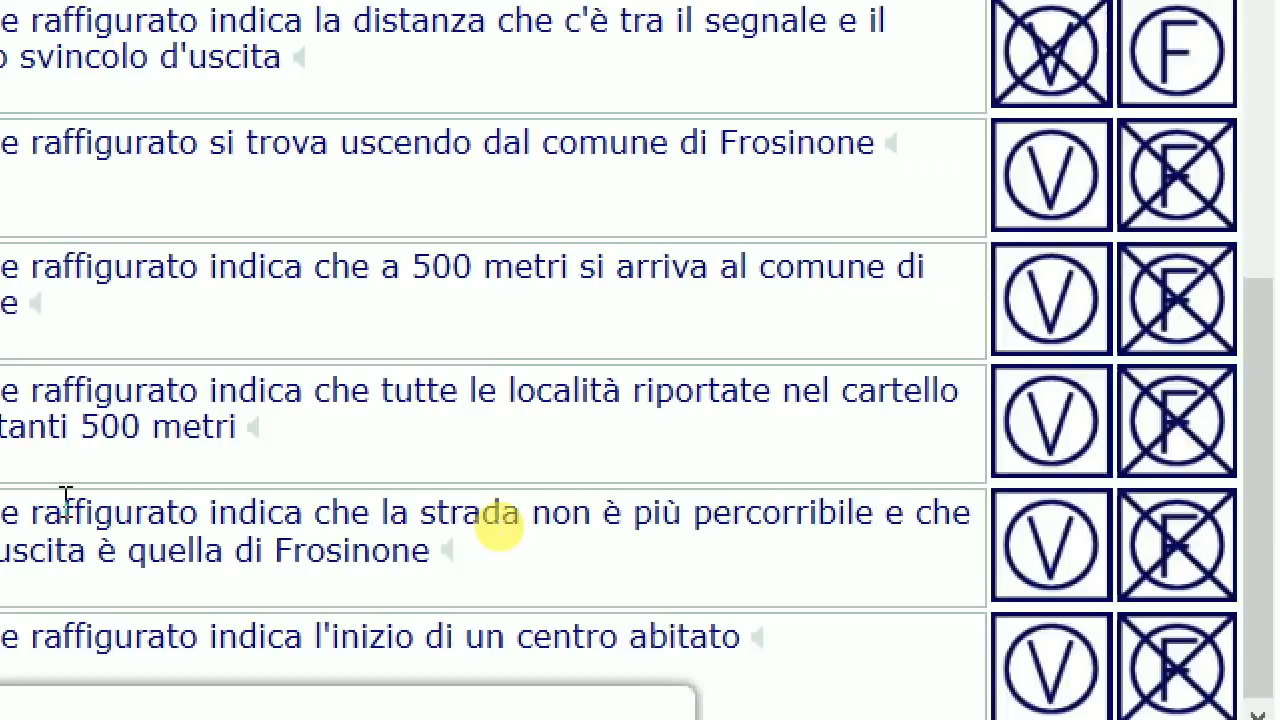 e raffigurato indica la distanza che c'è tra il segnale e il
o svincolo d'uscita
V F
e raffigurato si trova uscendo dal comune di Frosinone
V F
e raffigurato indica che a 500 metri si arriva al comune di
e
V F
e raffigurato indica che tutte le località riportate nel cartello
tanti 500 metri
V F
e raffigurato indica che la strada non è più percorribile e che
uscita è quella di Frosinone
V F
e raffigurato indica l'inizio di un centro abitato
V F